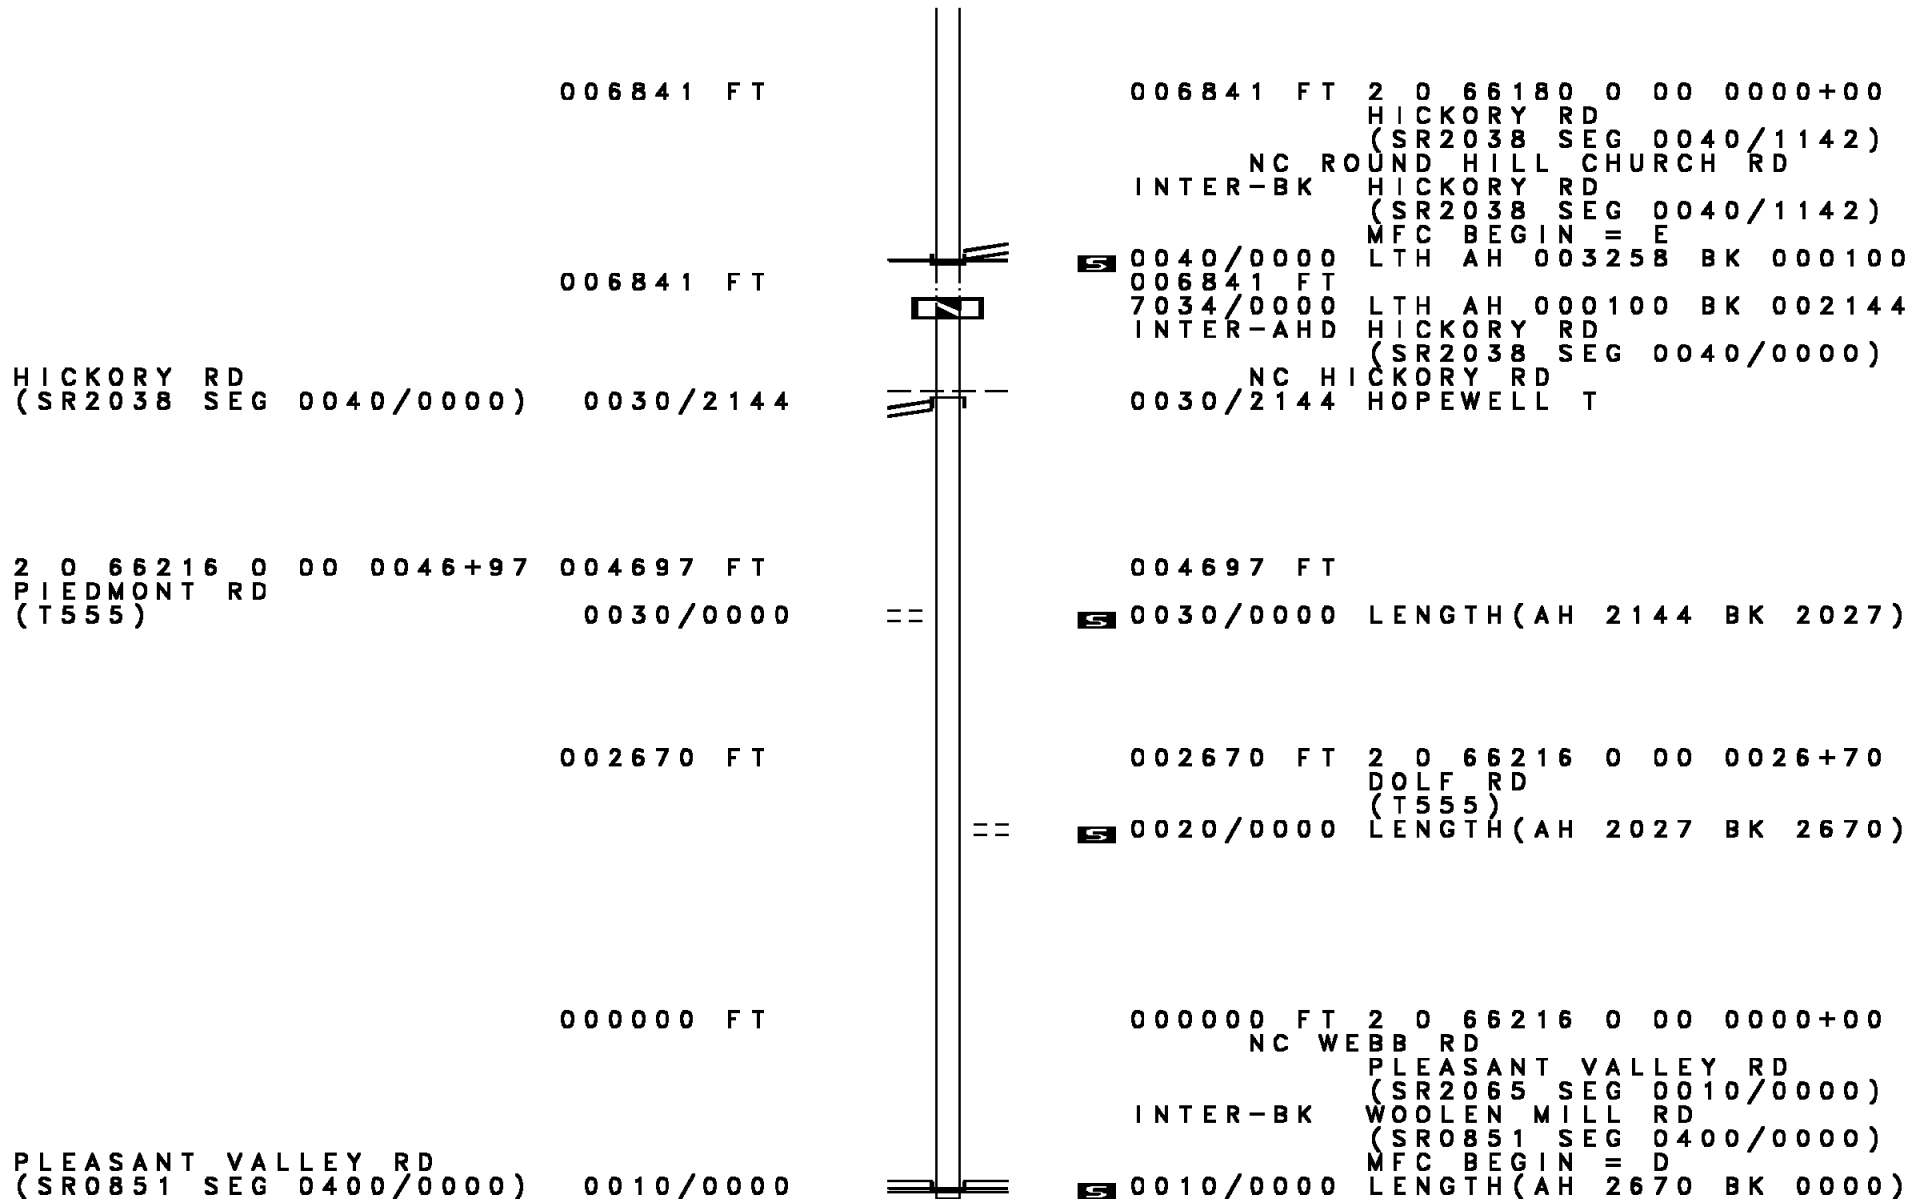 006841 FT 006841 FT 2 0 66180 0 00 0000+00
HICKORY RD
(SR2038 SEG 0040/1142)
NC ROUND HILL CHURCH RD
INTER-BK HICKORY RD
(SR2038 SEG 0040/1142)
MFC BEGIN = E
S 0040/0000 LTH AH 003258 BK 000100
006841 FT 006841 FT
7034/0000 LTH AH 000100 BK 002144
INTER-AHD HICKORY RD
(SR2038 SEG 0040/0000)
HICKORY RD NC HICKORY RD
(SR2038 SEG 0040/0000) 0030/2144 0030/2144 HOPEWELL T
2 0 66216 0 00 0046+97 004697 FT 004697 FT
PIEDMONT RD
(T555) 0030/0000 S 0030/0000 LENGTH(AH 2144 BK 2027)
002670 FT 002670 FT 2 0 66216 0 00 0026+70
DOLF RD
(T555)
S 0020/0000 LENGTH(AH 2027 BK 2670)
000000 FT 000000 FT 2 0 66216 0 00 0000+00
NC WEBB RD
PLEASANT VALLEY RD
(SR2065 SEG 0010/0000)
INTER-BK WOOLEN MILL RD
(SR0851 SEG 0400/0000)
PLEASANT VALLEY RD MFC BEGIN = D
(SR0851 SEG 0400/0000) 0010/0000 S 0010/0000 LENGTH(AH 2670 BK 0000)